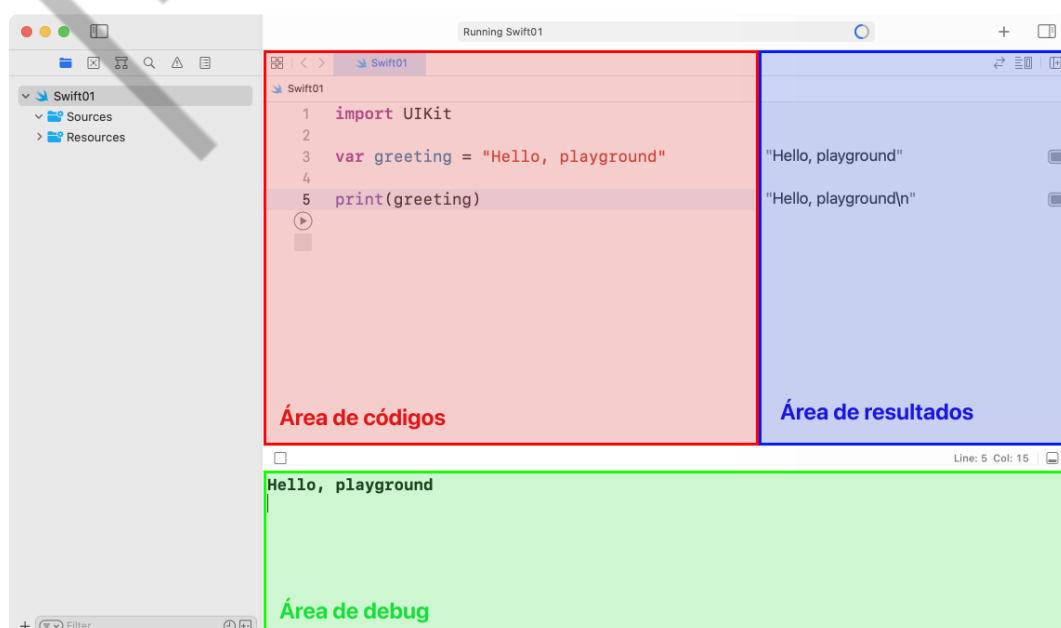 Running Swift01
Swift01
Swift01
Swift01
Sources
Resources
1 import UIKit
2
3 var greeting = "Hello, playground"
4
5 print(greeting)
"Hello, playground"
"Hello, playground\n"
Área de códigos
Área de resultados
Line: 5 Col: 15
Hello, playground
Área de debug
Filter